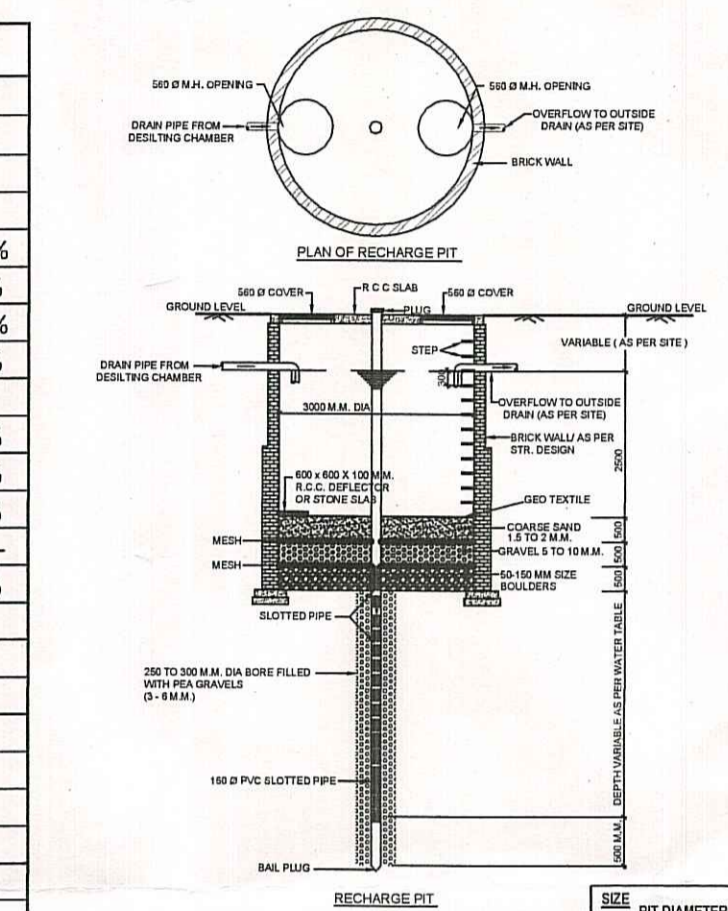 560 Ø M.H. OPENING
560 Ø M.H. OPENING
DRAIN PIPE FROM
DESILTING CHAMBER
OVERFLOW TO OUTSIDE
DRAIN (AS PER SITE)
BRICK WALL
PLAN OF RECHARGE PIT
560 Ø COVER
R C C SLAB
560 Ø COVER
PLUG
GROUND LEVEL
GROUND LEVEL
STEP
VARIABLE ( AS PER SITE )
DRAIN PIPE FROM
DESILTING CHAMBER
300
OVERFLOW TO OUTSIDE
DRAIN (AS PER SITE)
3000 M.M. DIA
BRICK WALL/ AS PER
STR. DESIGN
2500
600 x 600 X 100 M.M.
R.C.C. DEFLECTOR
OR STONE SLAB
GEO TEXTILE
COARSE SAND
1.5 TO 2 M.M.
500
MESH
GRAVEL 5 TO 10 M.M.
500
MESH
50-150 MM SIZE
BOULDERS
500
SLOTTED PIPE
250 TO 300 M.M. DIA BORE FILLED
WITH PEA GRAVELS
(3 - 6 M.M.)
DEPTH VARIABLE AS PER WATER TABLE
160 Ø PVC SLOTTED PIPE
500 M.M.
BAIL PLUG
RECHARGE PIT
SIZE
PIT DIAMETER
%
%